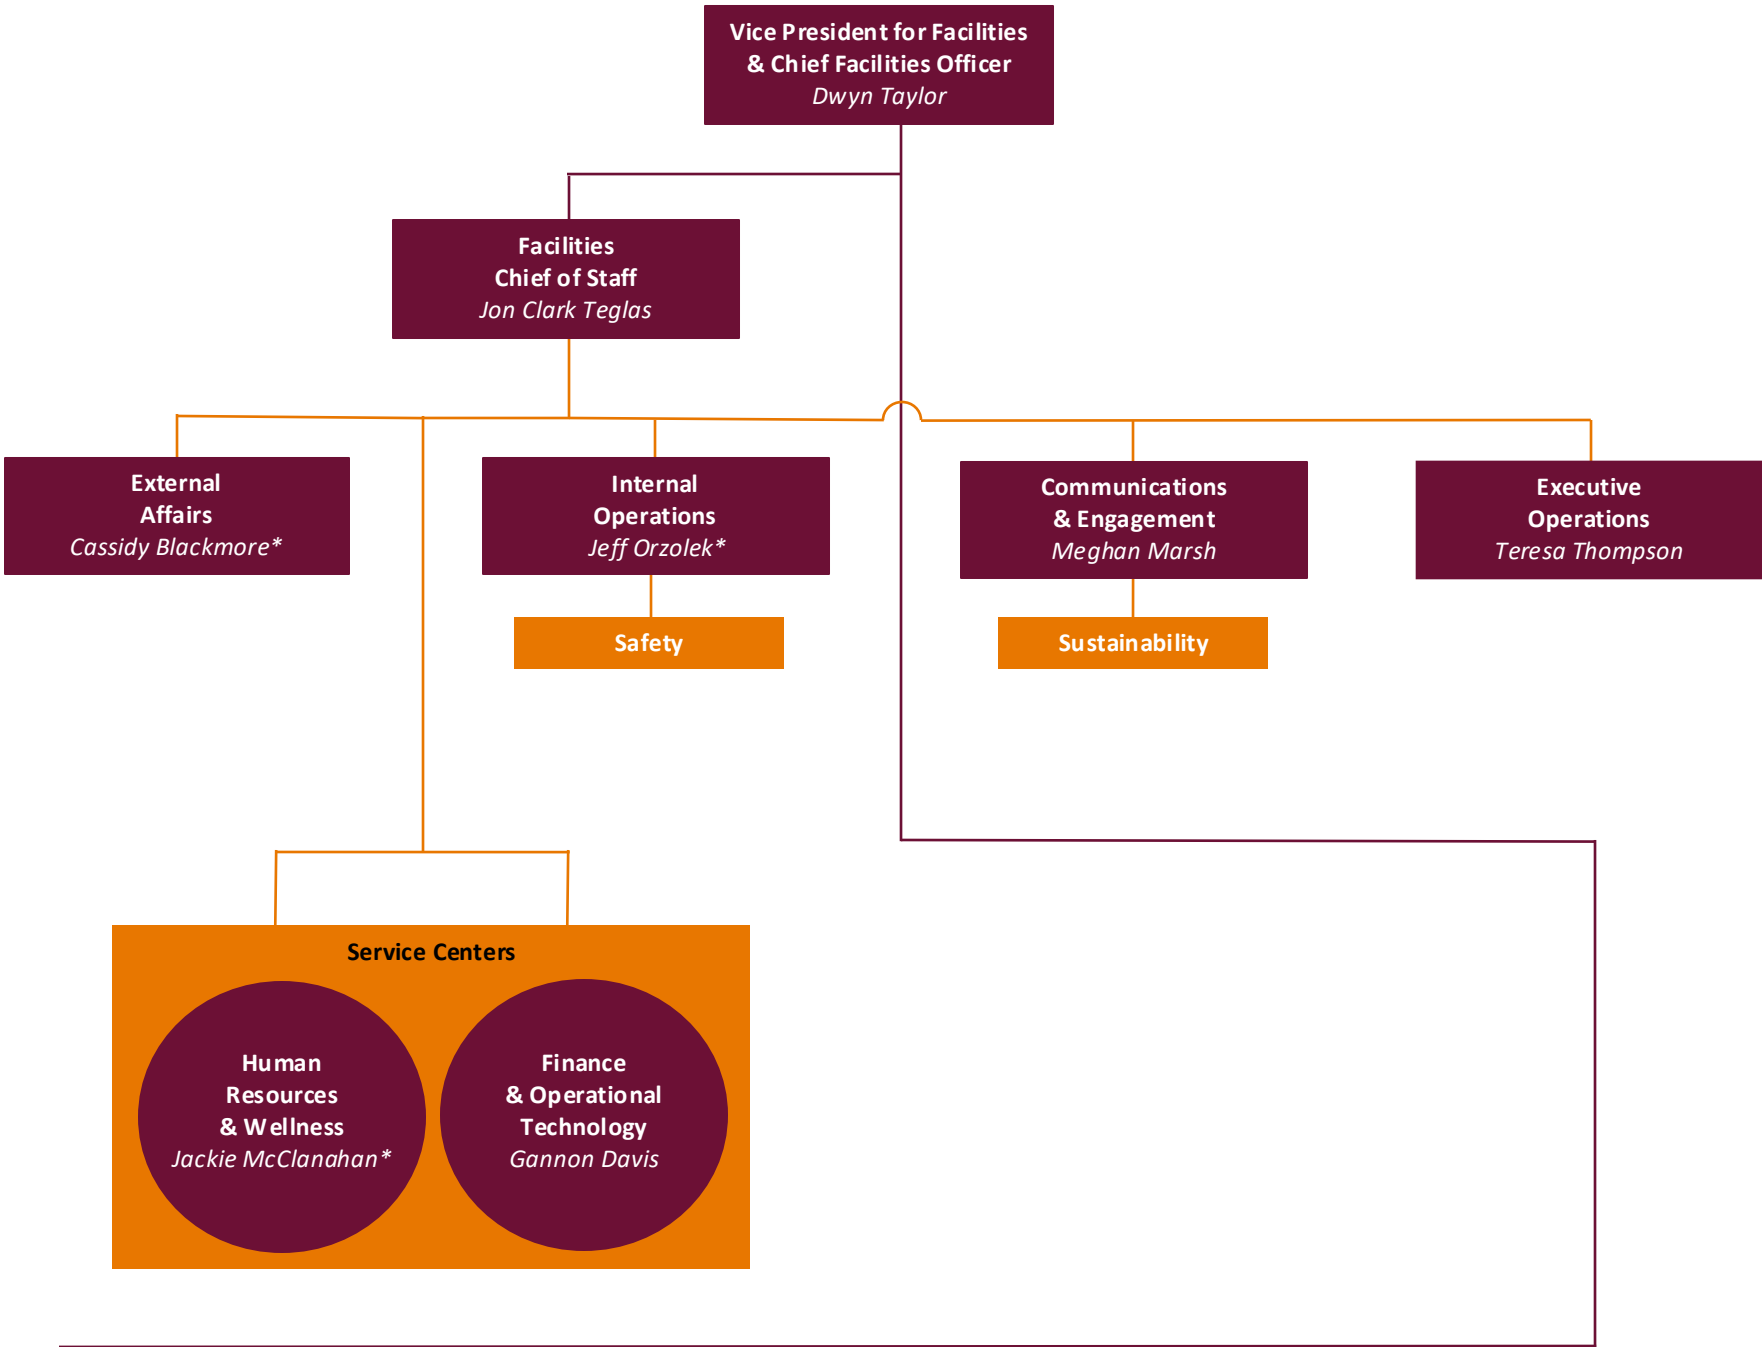 Vice President for Facilities
& Chief Facilities Officer
Dwyn Taylor
Facilities
Chief of Staff
Jon Clark Teglas
External
Affairs
Cassidy Blackmore*
Internal
Operations
Jeff Orzolek*
Communications
& Engagement
Meghan Marsh
Executive
Operations
Teresa Thompson
Safety
Sustainability
Service Centers
Human
Resources
& Wellness
Jackie McClanahan*
Finance
& Operational
Technology
Gannon Davis